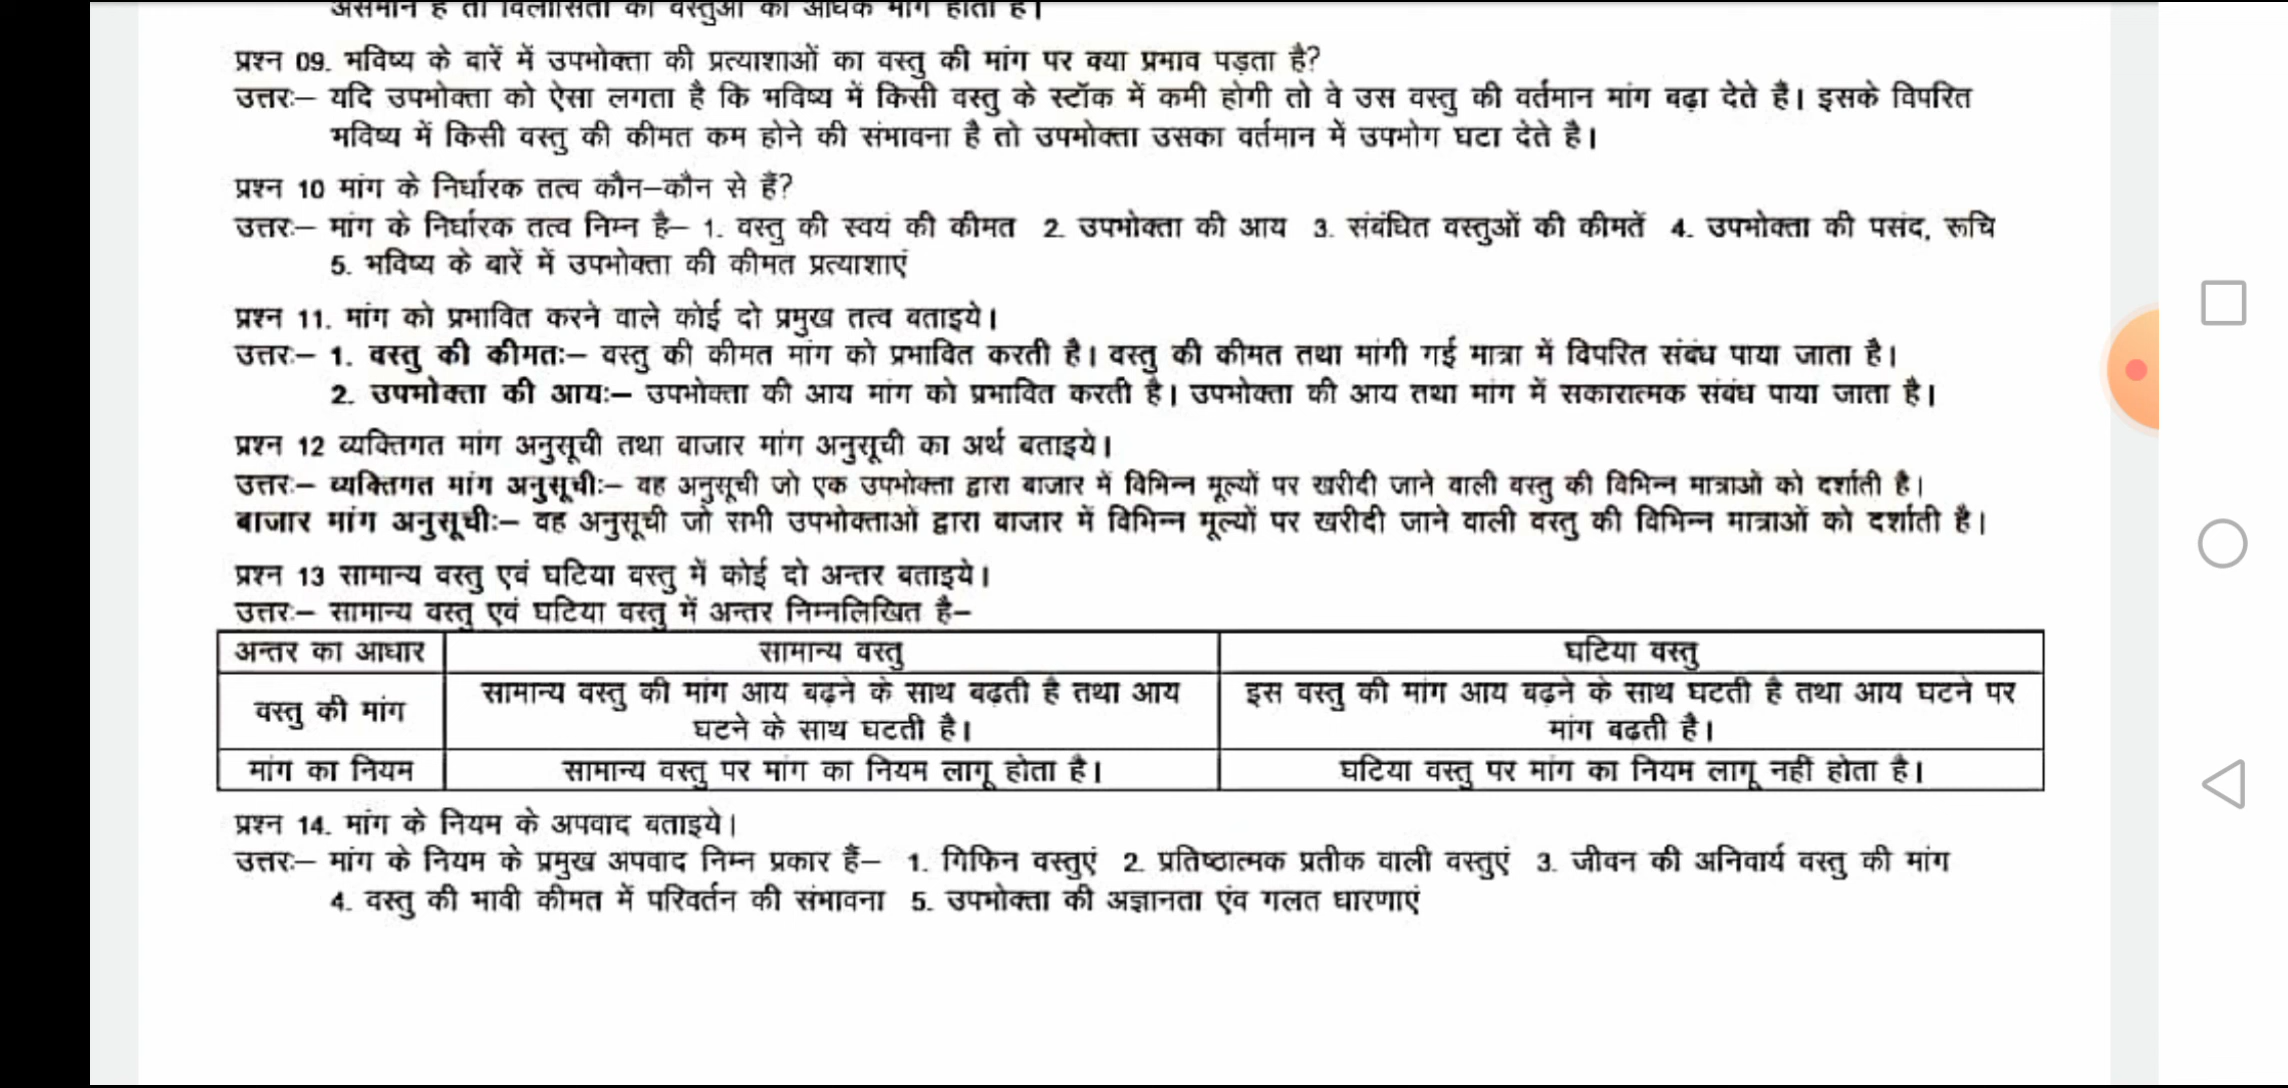 असमान है तो विलासिता की वस्तुओं की अधिक मांग होती है।
प्रश्न 09. भविष्य के बारें में उपभोक्ता की प्रत्याशाओं का वस्तु की मांग पर क्या प्रभाव पड़ता है?
उत्तरः– यदि उपभोक्ता को ऐसा लगता है कि भविष्य में किसी वस्तु के स्टॉक में कमी होगी तो वे उस वस्तु की वर्तमान मांग बढ़ा देते हैं। इसके विपरित
भविष्य में किसी वस्तु की कीमत कम होने की संभावना है तो उपभोक्ता उसका वर्तमान में उपभोग घटा देते है।
प्रश्न 10 मांग के निर्धारक तत्व कौन–कौन से हैं?
उत्तरः– मांग के निर्धारक तत्व निम्न है– 1. वस्तु की स्वयं की कीमत 2. उपभोक्ता की आय 3. संबंधित वस्तुओं की कीमतें 4. उपभोक्ता की पसंद, रूचि
5. भविष्य के बारें में उपभोक्ता की कीमत प्रत्याशाएं
प्रश्न 11. मांग को प्रभावित करने वाले कोई दो प्रमुख तत्व बताइये।
उत्तरः– 1. वस्तु की कीमतः– वस्तु की कीमत मांग को प्रभावित करती है। वस्तु की कीमत तथा मांगी गई मात्रा में विपरित संबंध पाया जाता है।
2. उपभोक्ता की आयः– उपभोक्ता की आय मांग को प्रभावित करती है। उपभोक्ता की आय तथा मांग में सकारात्मक संबंध पाया जाता है।
प्रश्न 12 व्यक्तिगत मांग अनुसूची तथा बाजार मांग अनुसूची का अर्थ बताइये।
उत्तरः– व्यक्तिगत मांग अनुसूचीः– वह अनुसूची जो एक उपभोक्ता द्वारा बाजार में विभिन्न मूल्यों पर खरीदी जाने वाली वस्तु की विभिन्न मात्राओं को दर्शाती है।
बाजार मांग अनुसूचीः– वह अनुसूची जो सभी उपभोक्ताओं द्वारा बाजार में विभिन्न मूल्यों पर खरीदी जाने वाली वस्तु की विभिन्न मात्राओं को दर्शाती है।
प्रश्न 13 सामान्य वस्तु एवं घटिया वस्तु में कोई दो अन्तर बताइये।
उत्तरः– सामान्य वस्तु एवं घटिया वस्तु में अन्तर निम्नलिखित है–
अन्तर का आधार सामान्य वस्तु घटिया वस्तु
वस्तु की मांग सामान्य वस्तु की मांग आय बढ़ने के साथ बढ़ती है तथा आय इस वस्तु की मांग आय बढ़ने के साथ घटती है तथा आय घटने पर
घटने के साथ घटती है। मांग बढती है।
मांग का नियम सामान्य वस्तु पर मांग का नियम लागू होता है। घटिया वस्तु पर मांग का नियम लागू नहीं होता है।
प्रश्न 14. मांग के नियम के अपवाद बताइये।
उत्तरः– मांग के नियम के प्रमुख अपवाद निम्न प्रकार हैं– 1. गिफिन वस्तुएं 2. प्रतिष्ठात्मक प्रतीक वाली वस्तुएं 3. जीवन की अनिवार्य वस्तु की मांग
4. वस्तु की भावी कीमत में परिवर्तन की संभावना 5. उपभोक्ता की अज्ञानता एंव गलत धारणाएं